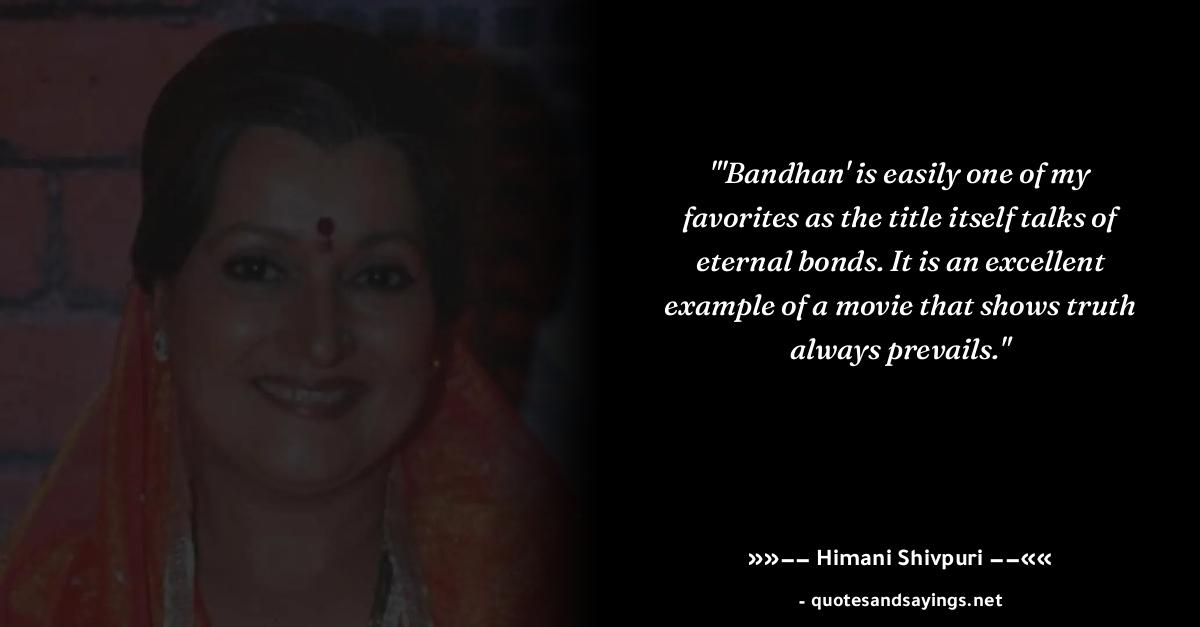 "'Bandhan' is easily one of my
favorites as the title itself talks of
eternal bonds. It is an excellent
example of a movie that shows truth
always prevails."
»»–– Himani Shivpuri ––««
- quotesandsayings.net